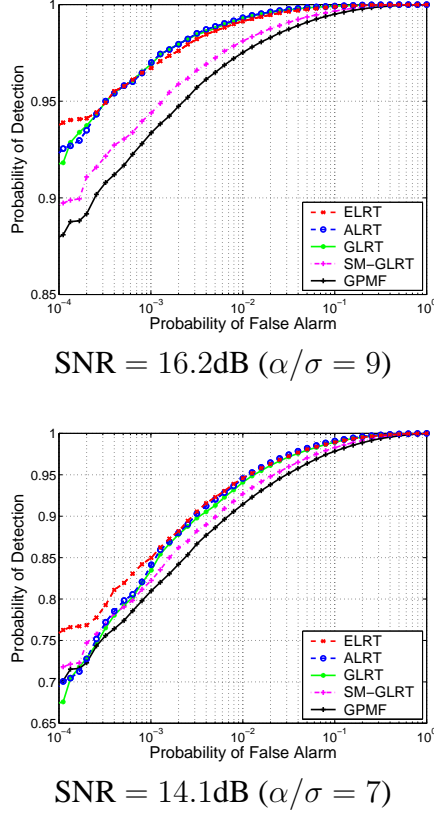 1
0.95
0.9
0.85
Probability of Detection
ELRT
ALRT
GLRT
SM−GLRT
GPMF
10^-4 10^-3 10^-2 10^-1 10^0
Probability of False Alarm
SNR = 16.2dB (α/σ = 9)
1
0.95
0.9
0.85
0.8
0.75
0.7
0.65
Probability of Detection
ELRT
ALRT
GLRT
SM−GLRT
GPMF
10^-4 10^-3 10^-2 10^-1 10^0
Probability of False Alarm
SNR = 14.1dB (α/σ = 7)